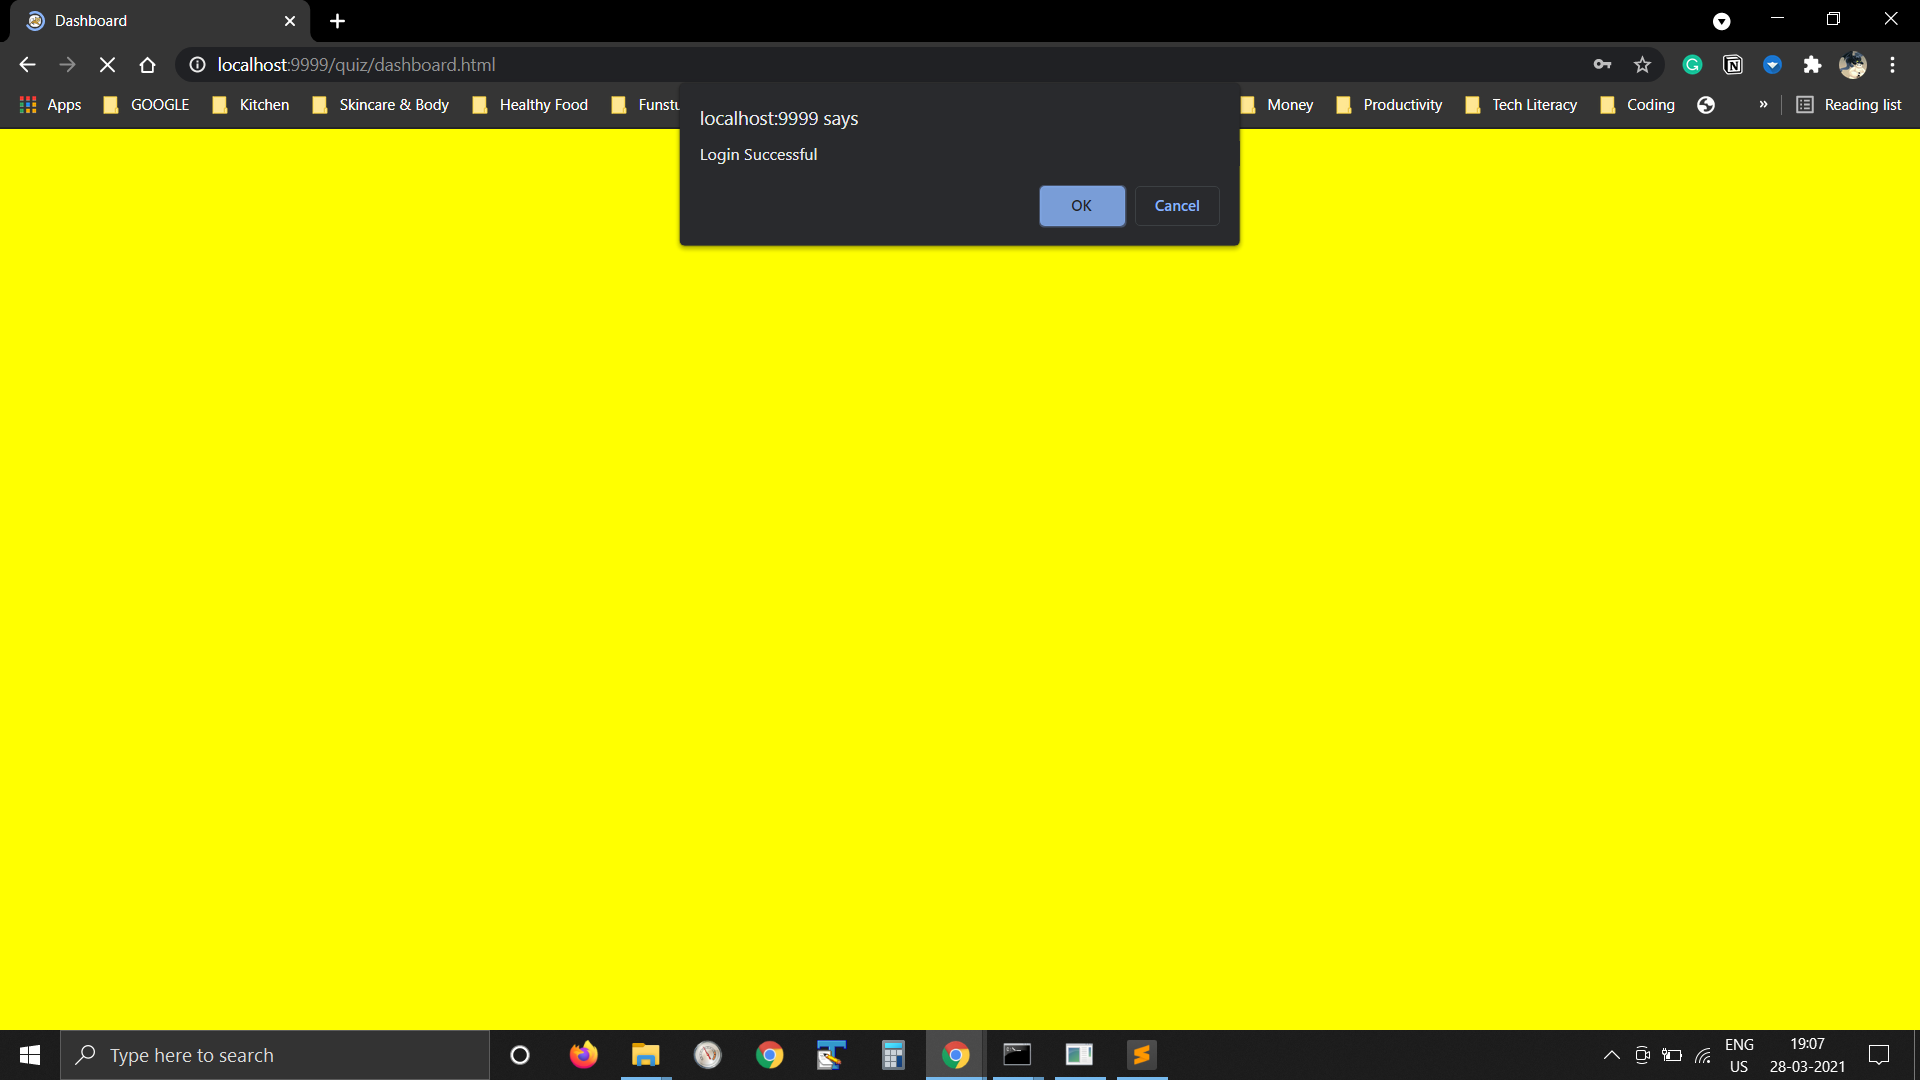 Dashboard
localhost:9999/quiz/dashboard.html
Apps GOOGLE Kitchen Skincare & Body Healthy Food Money Productivity Tech Literacy Coding » Reading list
localhost:9999 says
Login Successful
OK Cancel
Type here to search
ENG
US
19:07
28-03-2021